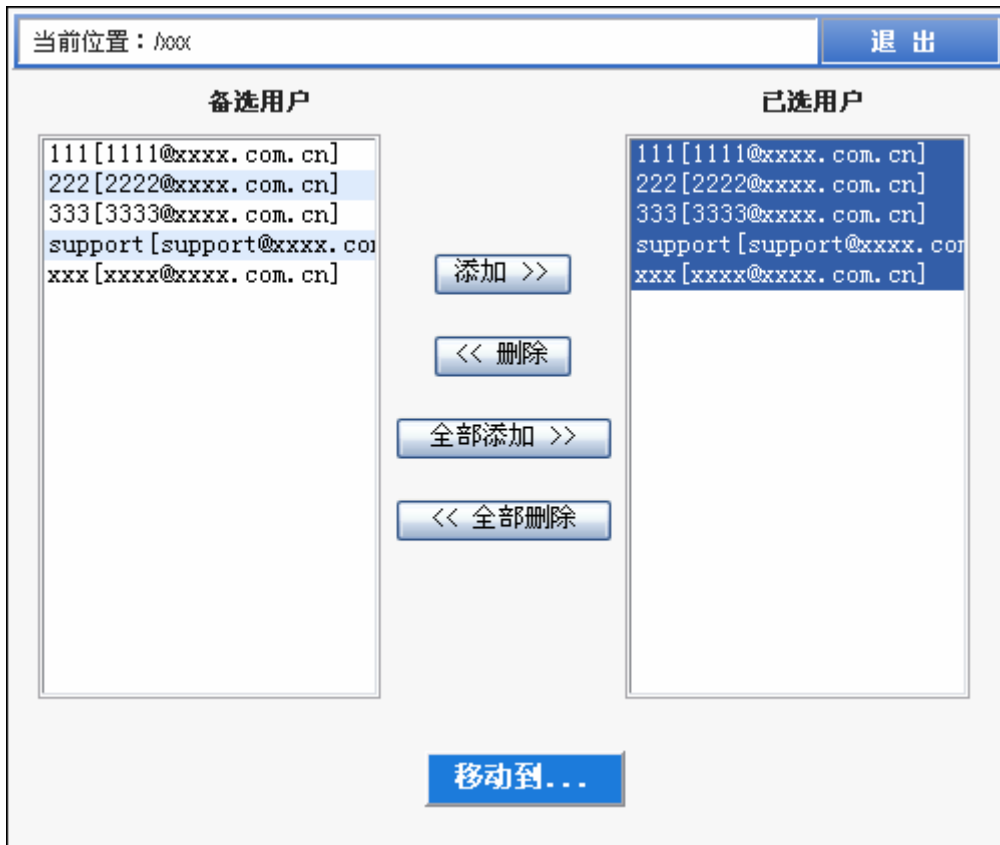 当前位置：/xxx
退 出
备选用户
已选用户
111[1111@xxxx.com.cn]
222[2222@xxxx.com.cn]
333[3333@xxxx.com.cn]
support[support@xxxx.com
xxx[xxxx@xxxx.com.cn]
添加 >>
<< 删除
全部添加 >>
<< 全部删除
111[1111@xxxx.com.cn]
222[2222@xxxx.com.cn]
333[3333@xxxx.com.cn]
support[support@xxxx.com
xxx[xxxx@xxxx.com.cn]
移动到...